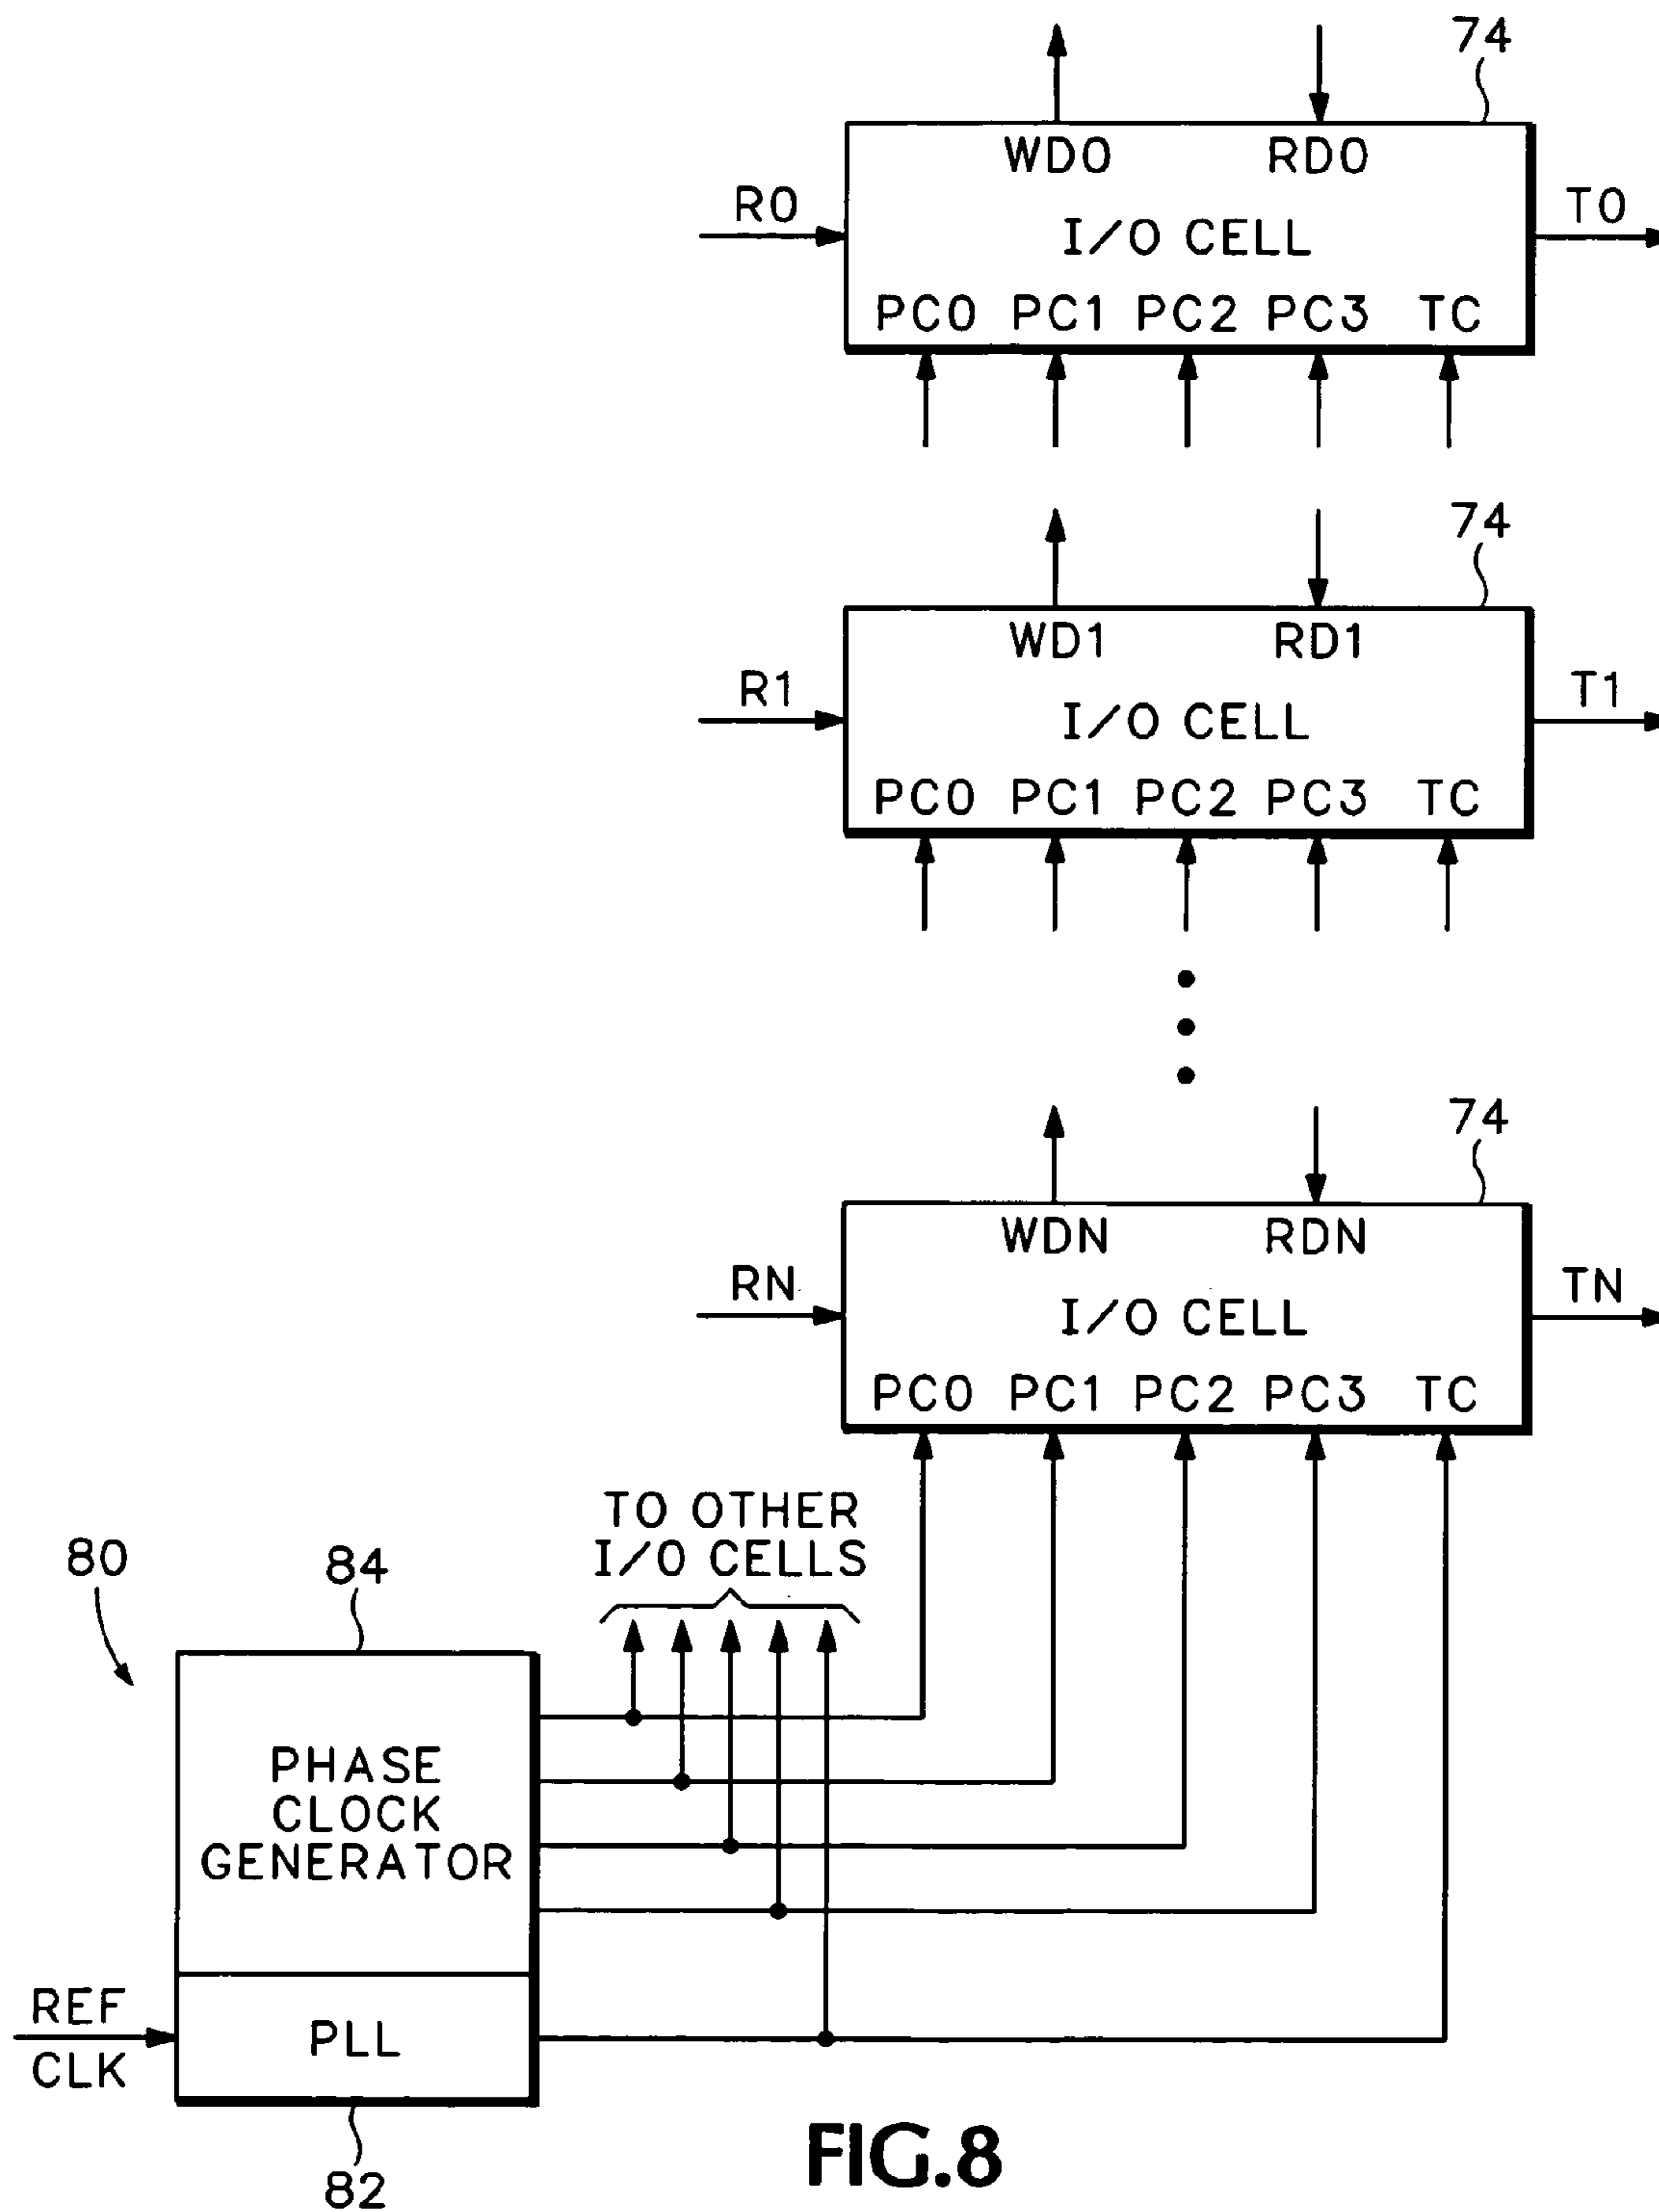 74
WD0 RD0
R0 I/O CELL T0
PC0 PC1 PC2 PC3 TC
74
WD1 RD1
R1 I/O CELL T1
PC0 PC1 PC2 PC3 TC
74
WDN RDN
RN I/O CELL TN
PC0 PC1 PC2 PC3 TC
TO OTHER
I/O CELLS
80
84
PHASE
CLOCK
GENERATOR
REF
CLK
PLL
82
FIG.8